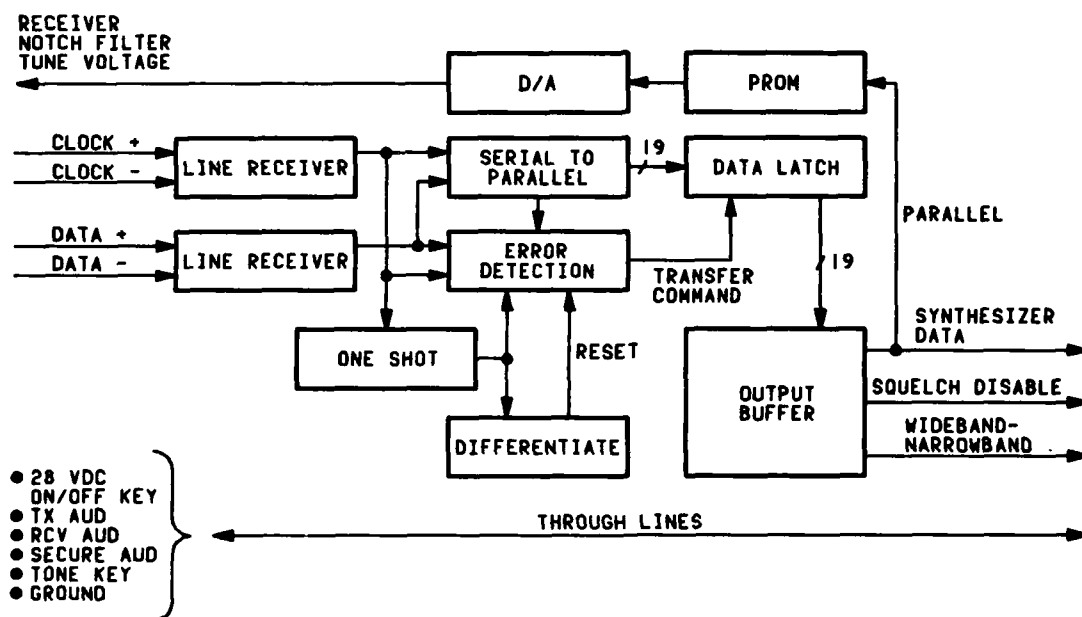 RECEIVER
NOTCH FILTER
TUNE VOLTAGE
D/A
PROM
CLOCK +
CLOCK -
LINE RECEIVER
SERIAL TO
PARALLEL
19
DATA LATCH
PARALLEL
DATA +
DATA -
LINE RECEIVER
ERROR
DETECTION
TRANSFER
COMMAND
19
ONE SHOT
RESET
SYNTHESIZER
DATA
OUTPUT
BUFFER
SQUELCH DISABLE
WIDEBAND-
NARROWBAND
DIFFERENTIATE
● 28 VDC
ON/OFF KEY
● TX AUD
● RCV AUD
● SECURE AUD
● TONE KEY
● GROUND
THROUGH LINES